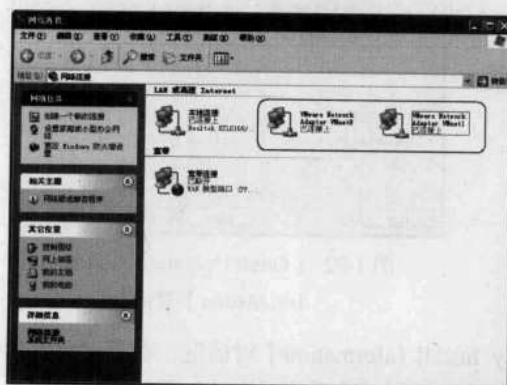 网络连接
文件(F) 编辑(E) 查看(V) 收藏(A) 工具(T) 高级(N) 帮助(H)
搜索 文件夹
网络连接
转到
LAN 或高速 Internet
网络任务
创建一个新的连接
设置家庭或小型办公网络
更改 Windows 防火墙设置
本地连接
已连接上
VMware Network
Adapter VMnet8
已连接上
VMware Network
Adapter VMnet1
已连接上
宽带
宽带连接
已断开
WAN 微型端口
相关主题
网络疑难解答程序
其它位置
控制面板
网上邻居
我的文档
我的电脑
详细信息
网络连接
系统文件夹